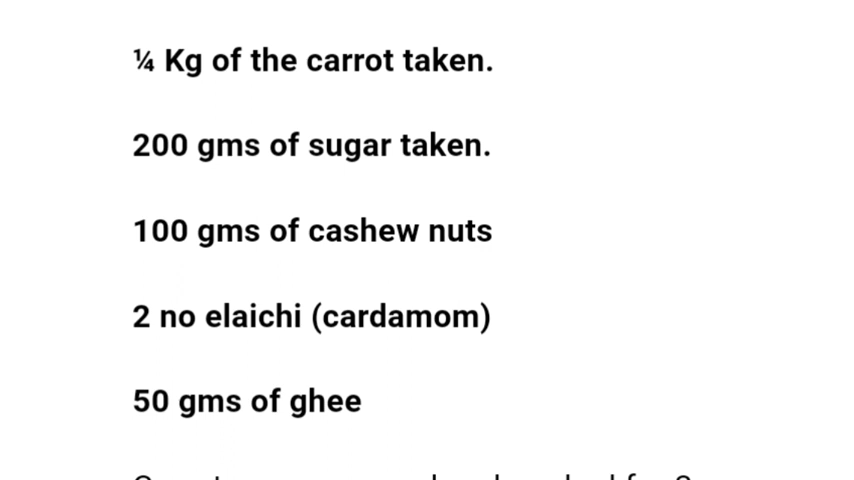 ¼ Kg of the carrot taken.
200 gms of sugar taken.
100 gms of cashew nuts
2 no elaichi (cardamom)
50 gms of ghee